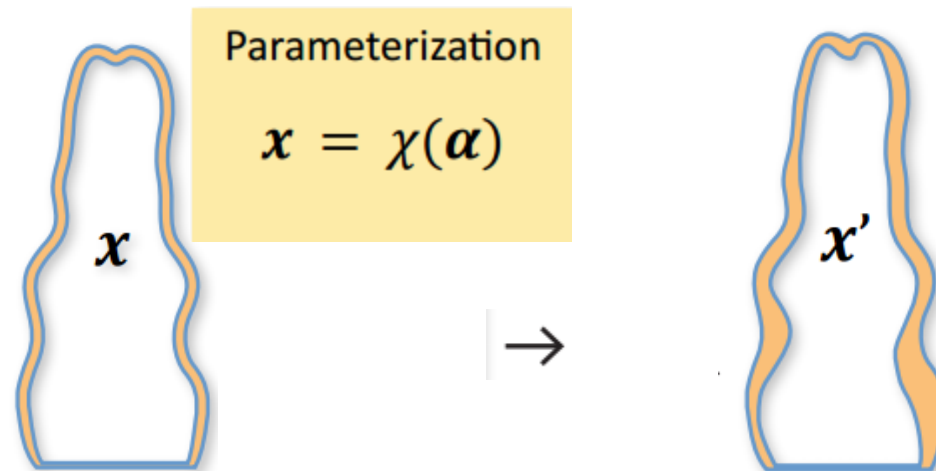 Parameterization
x = χ(α)
x
x’
→